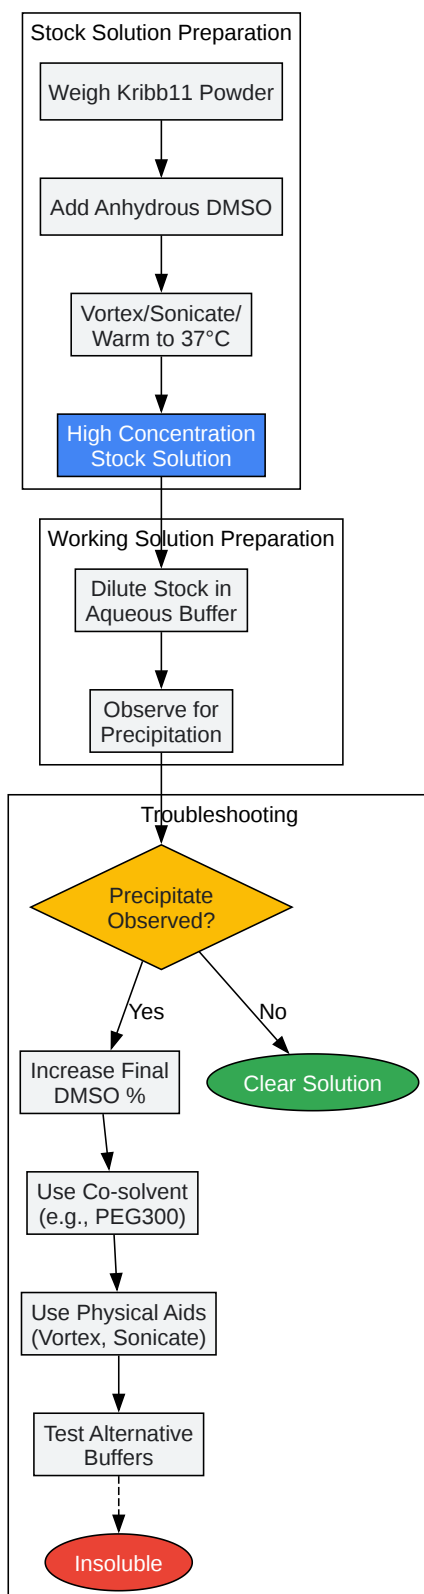 Stock Solution Preparation
Weigh Kribb11 Powder
Add Anhydrous DMSO
Vortex/Sonicate/
Warm to 37°C
High Concentration
Stock Solution
Working Solution Preparation
Dilute Stock in
Aqueous Buffer
Observe for
Precipitation
Troubleshooting
Precipitate
Observed?
Yes
No
Increase Final
DMSO %
Clear Solution
Use Co-solvent
(e.g., PEG300)
Use Physical Aids
(Vortex, Sonicate)
Test Alternative
Buffers
Insoluble